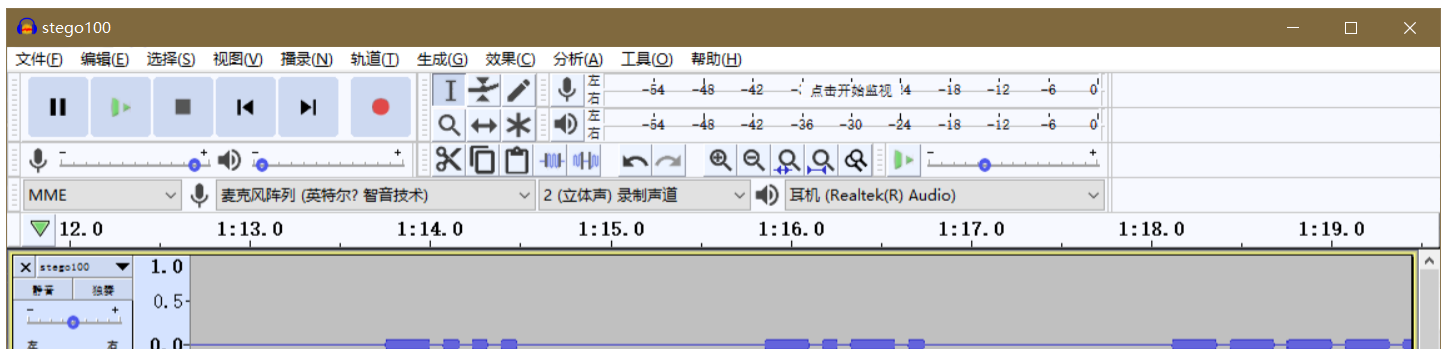 stego100
文件(F) 编辑(E) 选择(S) 视图(V) 播录(N) 轨道(T) 生成(G) 效果(C) 分析(A) 工具(O) 帮助(H)
左 右 -54 -48 -42 -: 点击开始监视 !4 -18 -12 -6 0
左 右 -54 -48 -42 -36 -30 -24 -18 -12 -6 0
- + - + - +
MME 麦克风阵列 (英特尔? 智音技术) 2 (立体声) 录制声道 耳机 (Realtek(R) Audio)
12.0 1:13.0 1:14.0 1:15.0 1:16.0 1:17.0 1:18.0 1:19.0
stego100 1.0
静音 独奏 0.5
- +
左 右 0.0